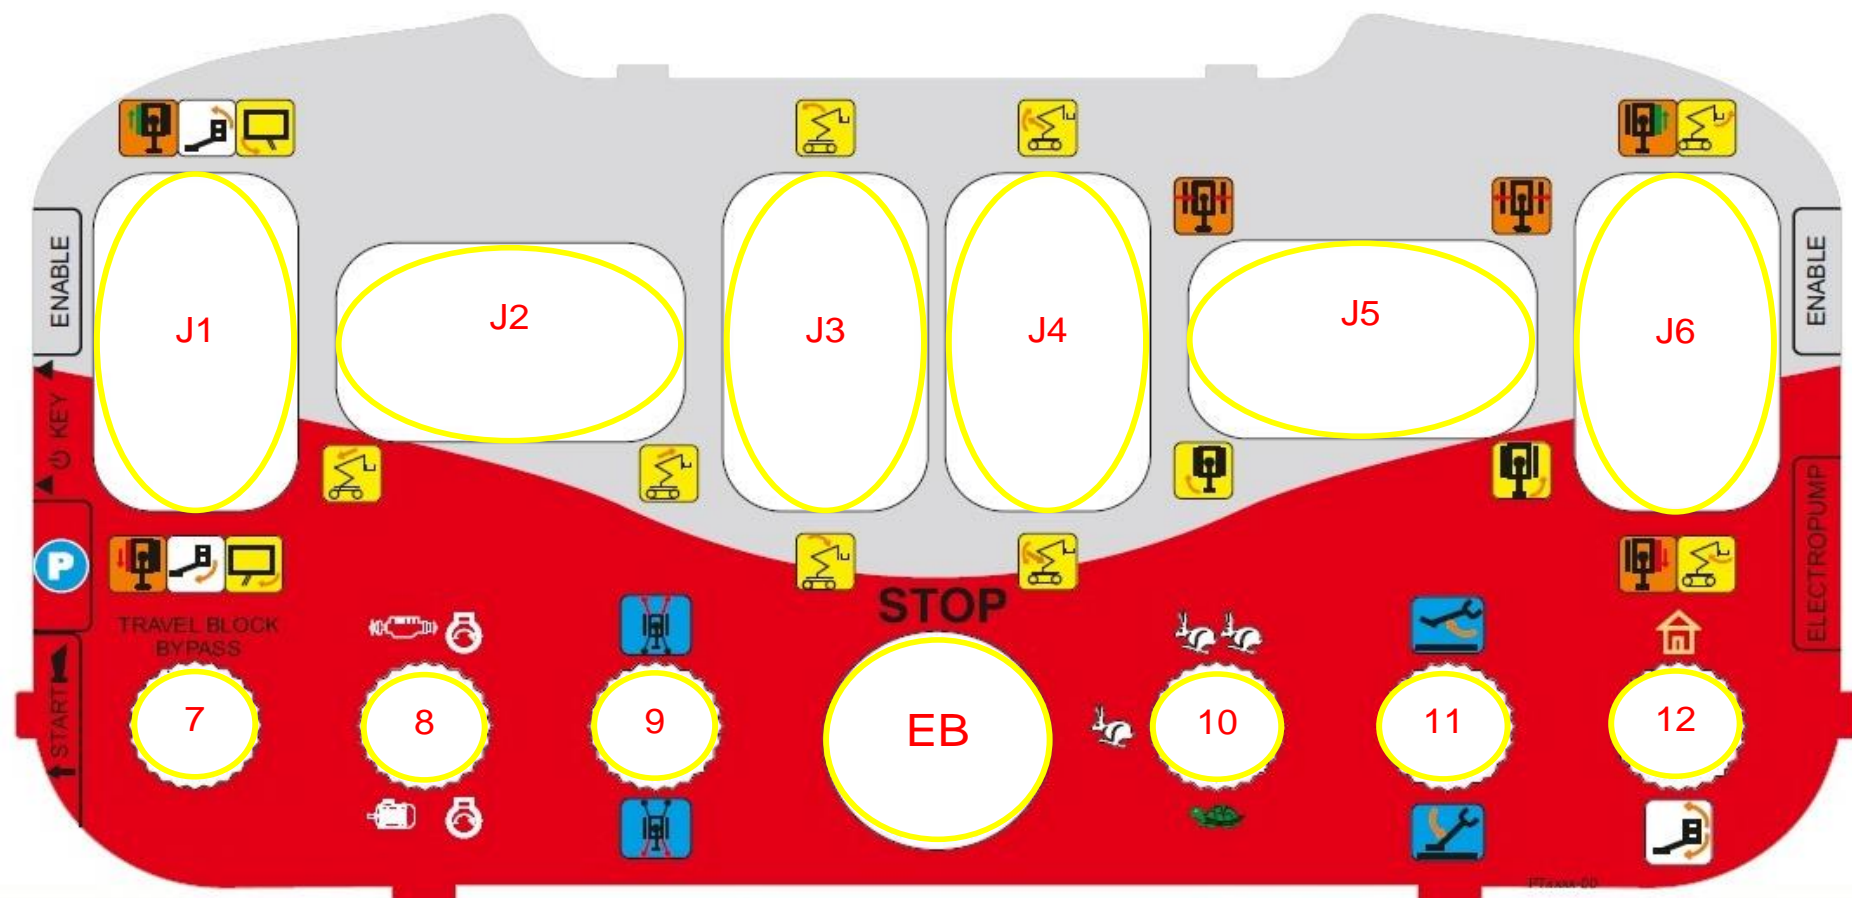 ENABLE
ENABLE
J1
J2
J3
J4
J5
J6
KEY
P
ELECTROPUMP
STOP
TRAVEL BLOCK
BYPASS
START
7
8
9
EB
10
11
12